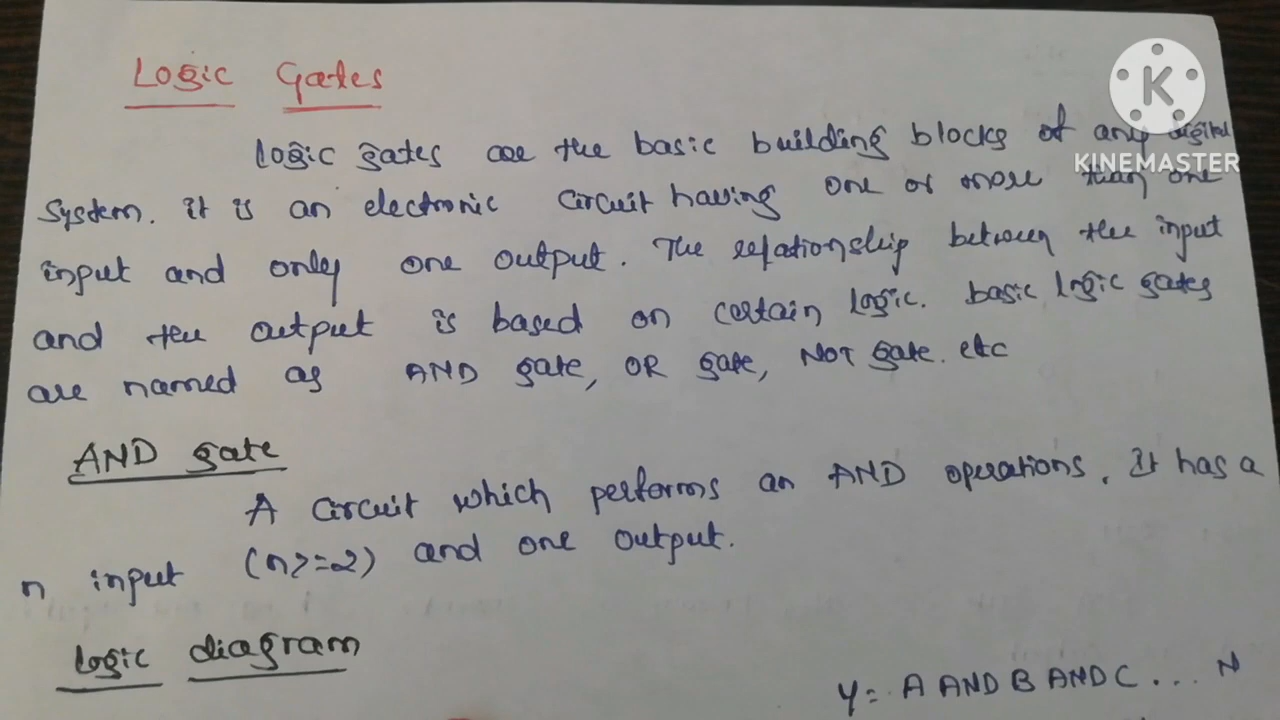 Logic Gates
K
KINEMASTER
Logic gates are the basic building blocks of any digital
System. it is an electronic circuit having one or more than one
input and only one output. The relationship between the input
and the output is based on certain logic. basic logic gates
are named as AND gate, OR gate, NOT gate. etc
AND gate
A circuit which performs an AND operations. It has a
n input (n>=2) and one output.
Logic diagram
Y= A AND B AND C ... N